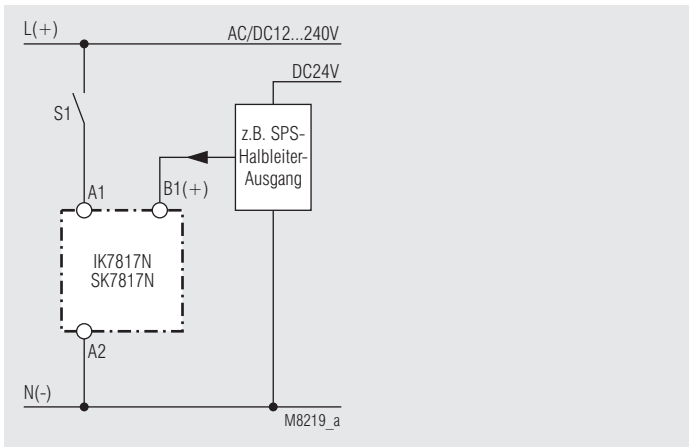 L(+)
AC/DC12...240V
DC24V
S1
z.B. SPS-
Halbleiter-
Ausgang
A1
B1(+)
IK7817N
SK7817N
A2
N(-)
M8219_a